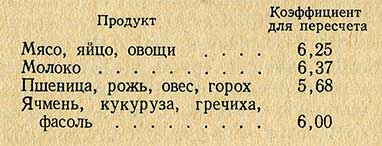 Продукт Коэффициент для пересчета
Мясо, яйцо, овощи . . . . 6,25
Молоко . . . . . . . . . . 6,37
Пшеница, рожь, овес, горох 5,68
Ячмень, кукуруза, гречиха,
фасоль . . . . . . . . . . 6,00